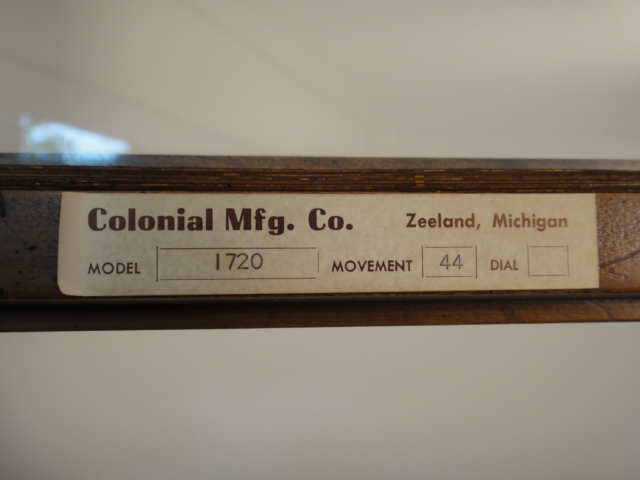 Colonial Mfg. Co. Zeeland, Michigan
MODEL 1720 MOVEMENT 44 DIAL